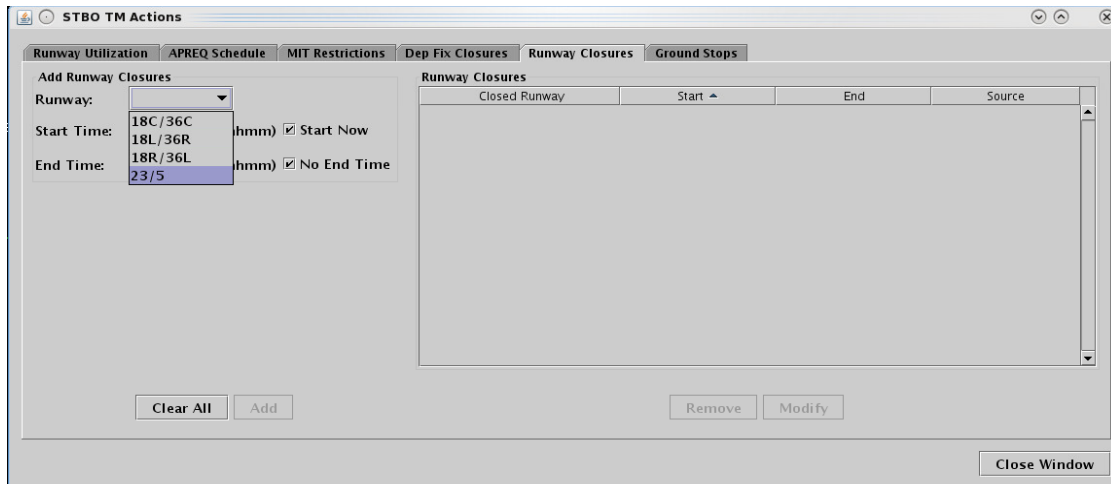 STBO TM Actions
Runway Utilization APREQ Schedule MIT Restrictions Dep Fix Closures Runway Closures Ground Stops
Add Runway Closures
Runway:
18C/36C
18L/36R
18R/36L
23/5
Start Time: hmm) Start Now
End Time: hmm) No End Time
Clear All Add
Runway Closures
Closed Runway Start End Source
Remove Modify
Close Window